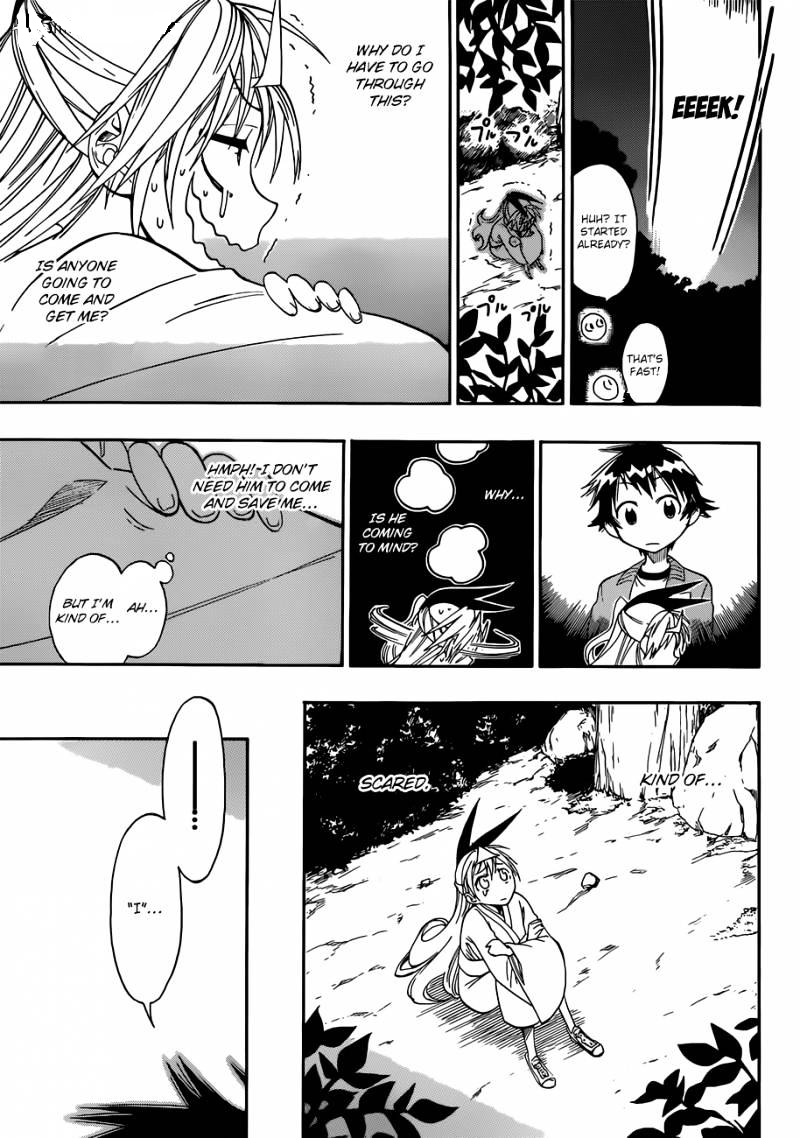 EEEEK!
HUH? IT
STARTED
ALREADY?
THAT'S
FAST!
プル プル
プル プル
WHY DO I
HAVE TO GO
THROUGH
THIS?
IS ANYONE
GOING TO
COME AND
GET ME?
WHY...
IS HE
COMING
TO MIND?
HMPH! I DON'T
NEED HIM TO COME
AND SAVE ME...
AH...
BUT I'M
KIND OF...
KIND OF...
SCARED.
"I"...